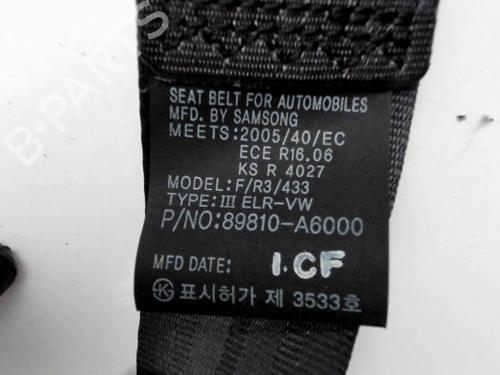 SEAT BELT FOR AUTOMOBILES
MFD. BY SAMSONG
MEETS:2005/40/EC
ECE R16.06
KS R 4027
MODEL:F/R3/433
TYPE:III ELR-VW
P/NO:89810-A6000
MFD DATE: 1.CF
표시허가 제 3533호
B-PARTS